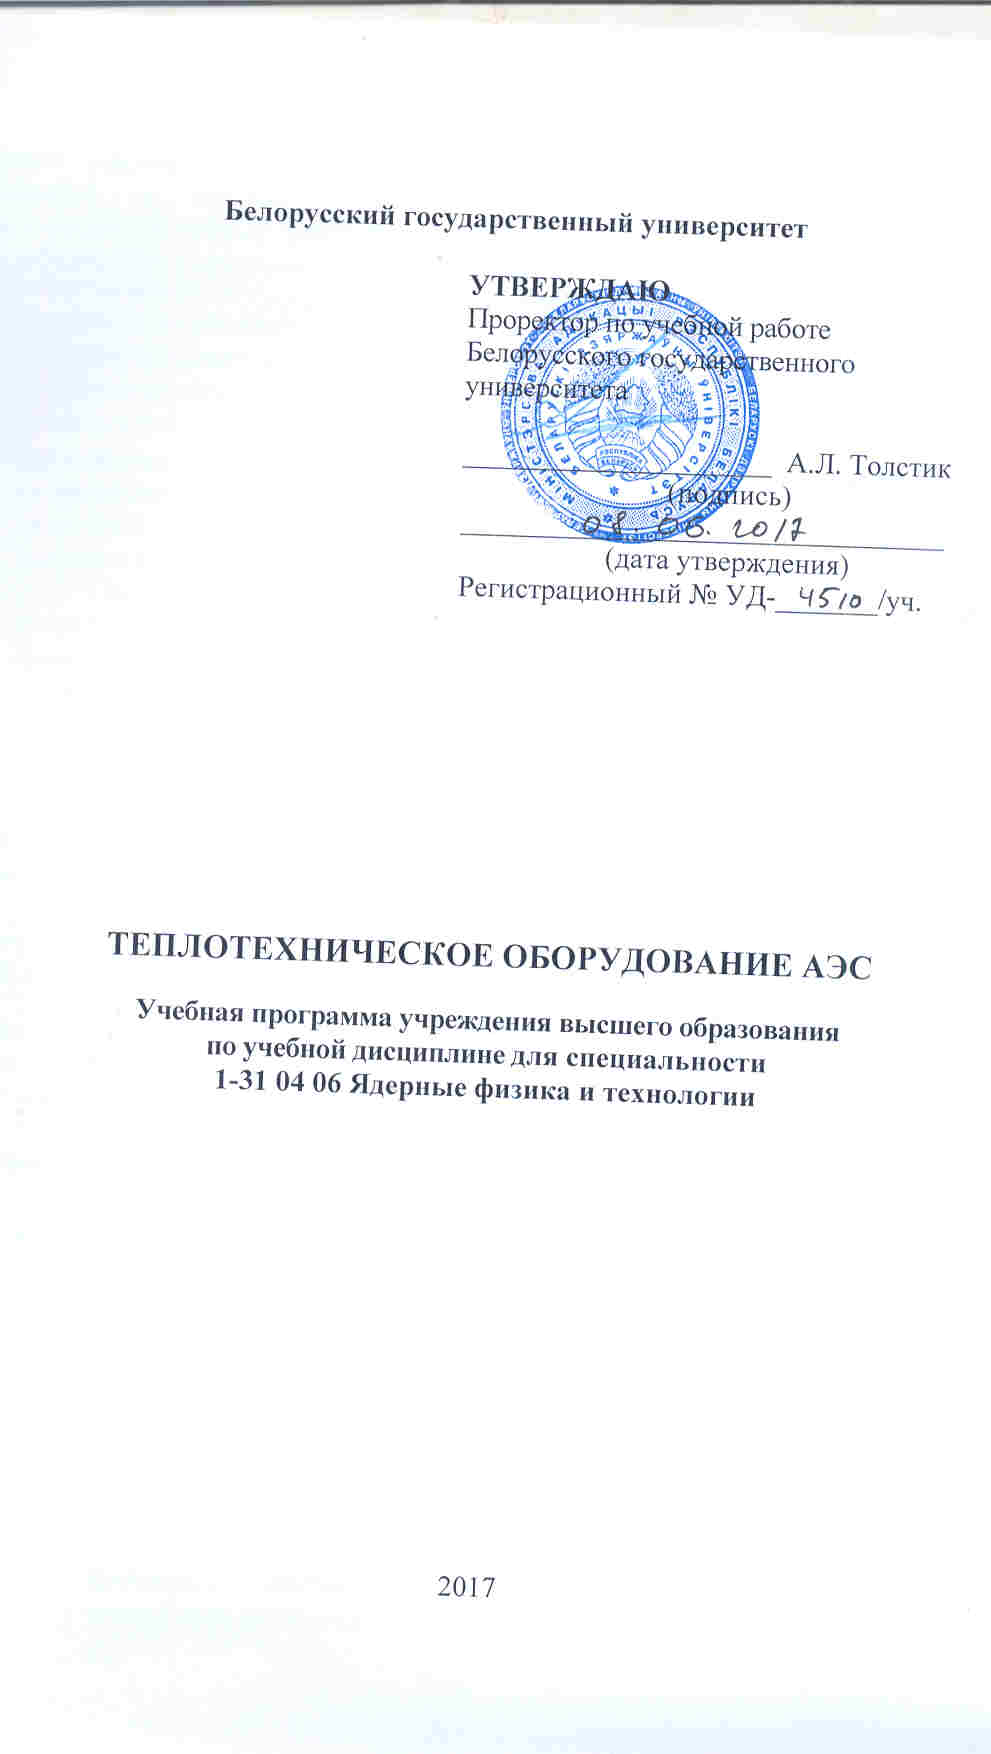 Белорусский государственный университет
УТВЕРЖДАЮ
Проректор по учебной работе
Белорусского государственного
университета
А.Л. Толстик
(подпись)
08. 2017
(дата утверждения)
Регистрационный № УД-4510/уч.
ТЕПЛОТЕХНИЧЕСКОЕ ОБОРУДОВАНИЕ АЭС
Учебная программа учреждения высшего образования
по учебной дисциплине для специальности
1-31 04 06 Ядерные физика и технологии
2017